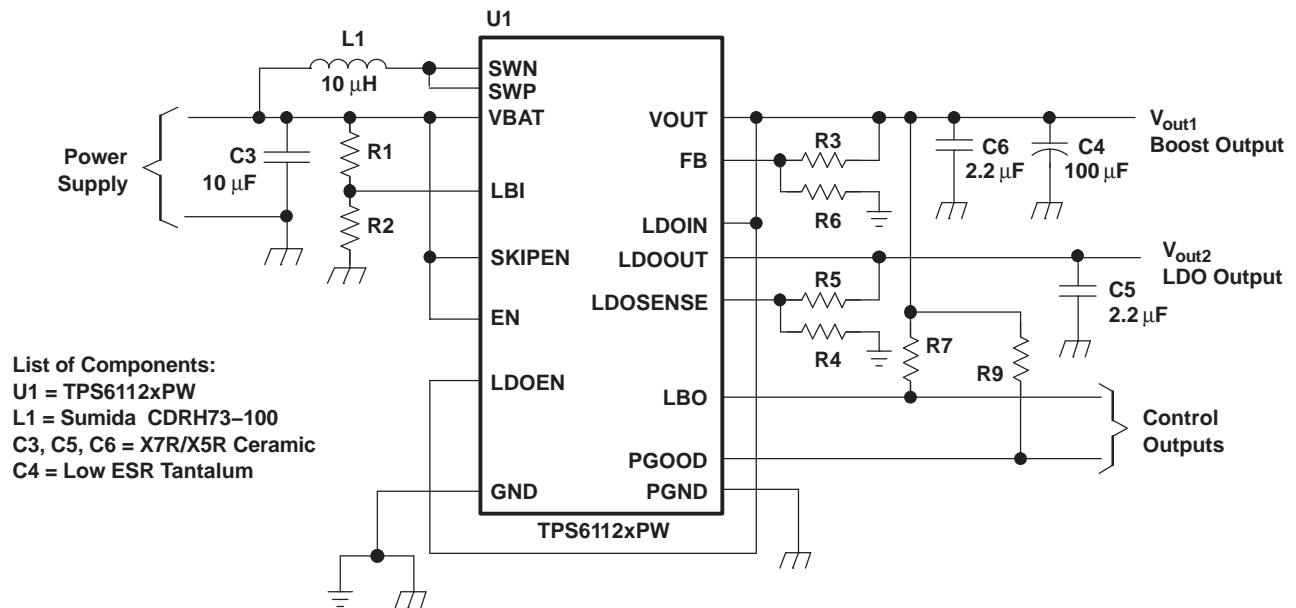 U1
L1
10 μH
SWN
SWP
VBAT
VOUT
Vout1
Boost Output
Power
Supply
C3
10 μF
R1
R2
LBI
FB
R3
R6
C6
2.2 μF
C4
100 μF
LDOIN
SKIPEN
LDOOUT
Vout2
LDO Output
EN
LDOSENSE
R5
R4
C5
2.2 μF
R7
R9
LDOEN
LBO
Control
Outputs
PGOOD
GND
PGND
TPS6112xPW
List of Components:
U1 = TPS6112xPW
L1 = Sumida CDRH73–100
C3, C5, C6 = X7R/X5R Ceramic
C4 = Low ESR Tantalum